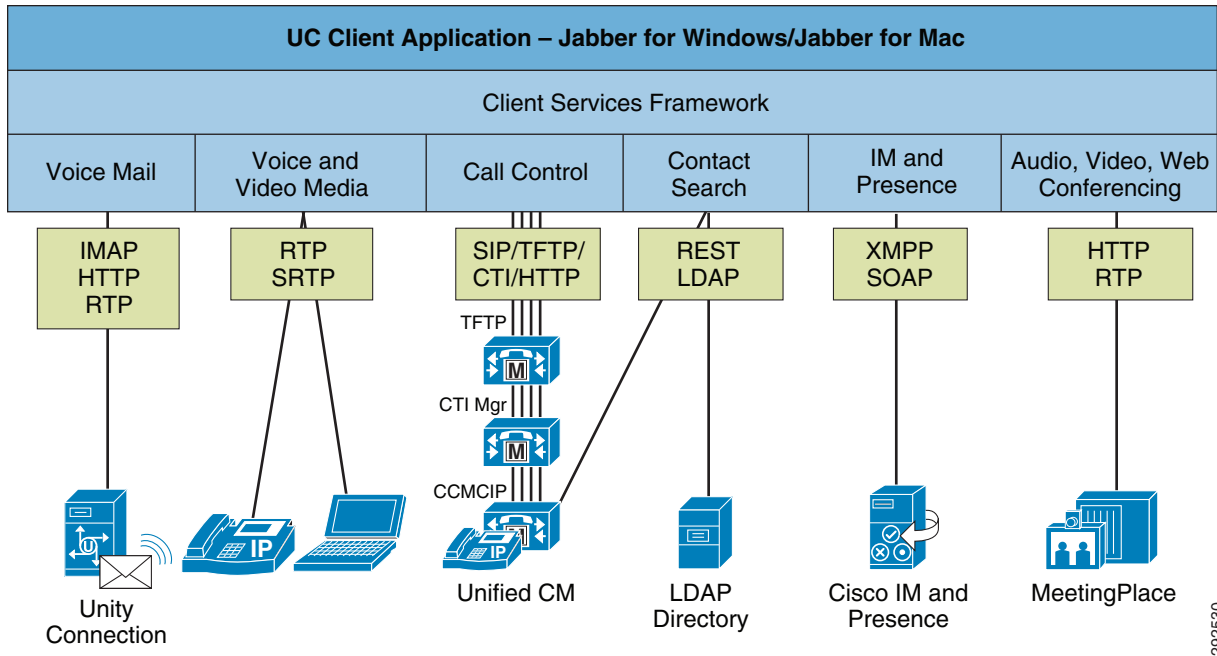 UC Client Application – Jabber for Windows/Jabber for Mac
Client Services Framework
Voice Mail
Voice and
Video Media
Call Control
Contact
Search
IM and
Presence
Audio, Video, Web
Conferencing
IMAP
HTTP
RTP
RTP
SRTP
SIP/TFTP/
CTI/HTTP
REST
LDAP
XMPP
SOAP
HTTP
RTP
TFTP
M
CTI Mgr
M
CCMCIP
M
U
IP
IP
Unity
Connection
Unified CM
LDAP
Directory
Cisco IM and
Presence
MeetingPlace
292530